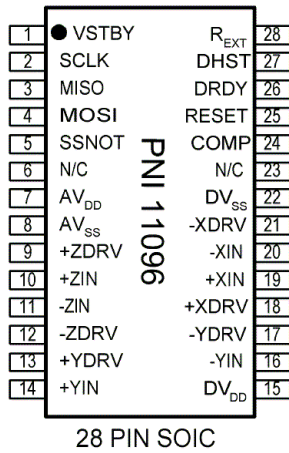 1 VSTBY R_EXT 28
2 SCLK DHST 27
3 MISO DRDY 26
4 MOSI RESET 25
5 SSNOT COMP 24
6 N/C N/C 23
7 AV_DD DV_SS 22
8 AV_SS -XDRV 21
9 +ZDRV -XIN 20
10 +ZIN +XIN 19
11 -ZIN +XDRV 18
12 -ZDRV -YDRV 17
13 +YDRV -YIN 16
14 +YIN DV_DD 15
PNI 11096
28 PIN SOIC